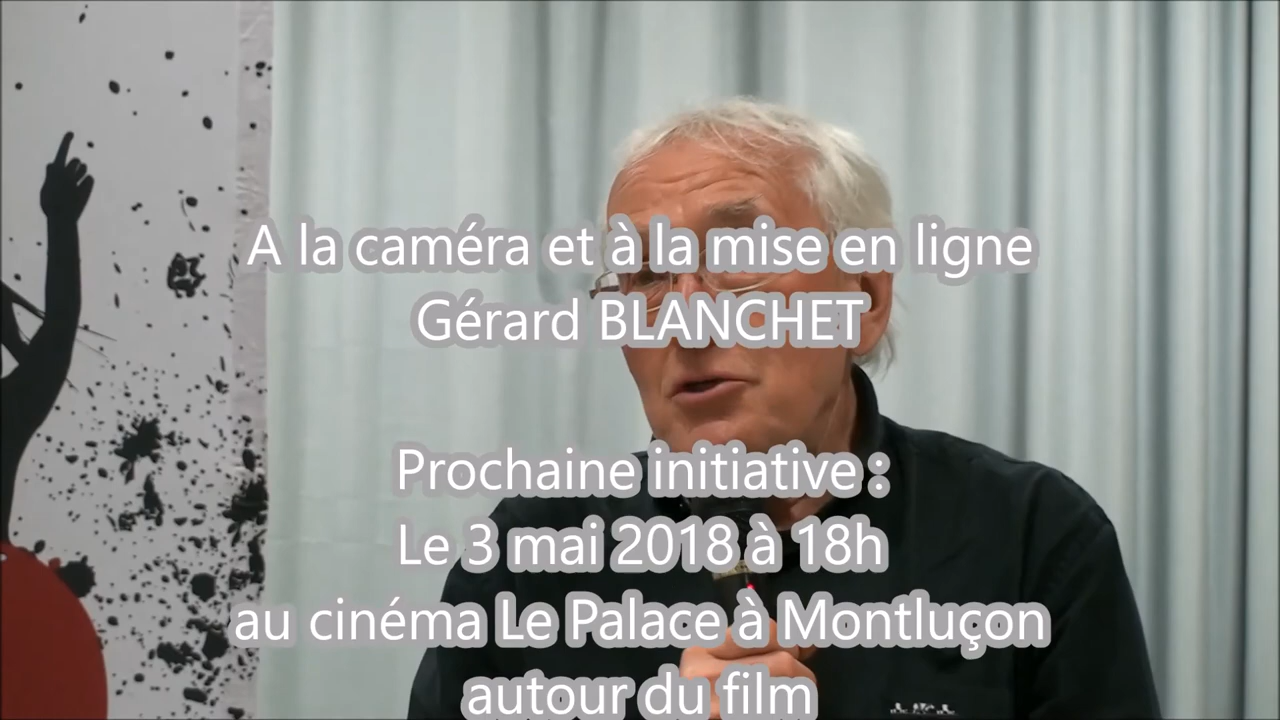 A la caméra et à la mise en ligne
Gérard BLANCHET
Prochaine initiative :
Le 3 mai 2018 à 18h
au cinéma Le Palace à Montluçon
autour du film